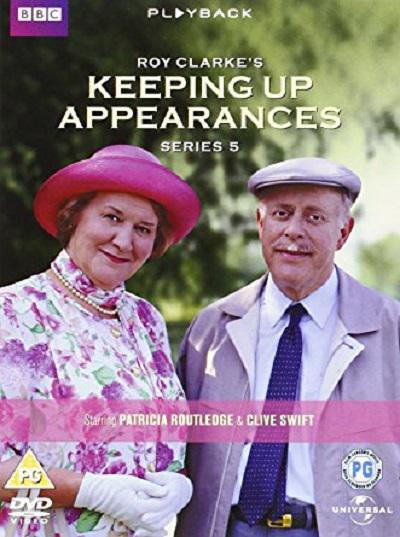 BBC
PLAYBACK
ROY CLARKE'S
KEEPING UP
APPEARANCES
SERIES 5
Starring PATRICIA ROUTLEDGE & CLIVE SWIFT
PG
PG
DVD
VIDEO
UNIVERSAL